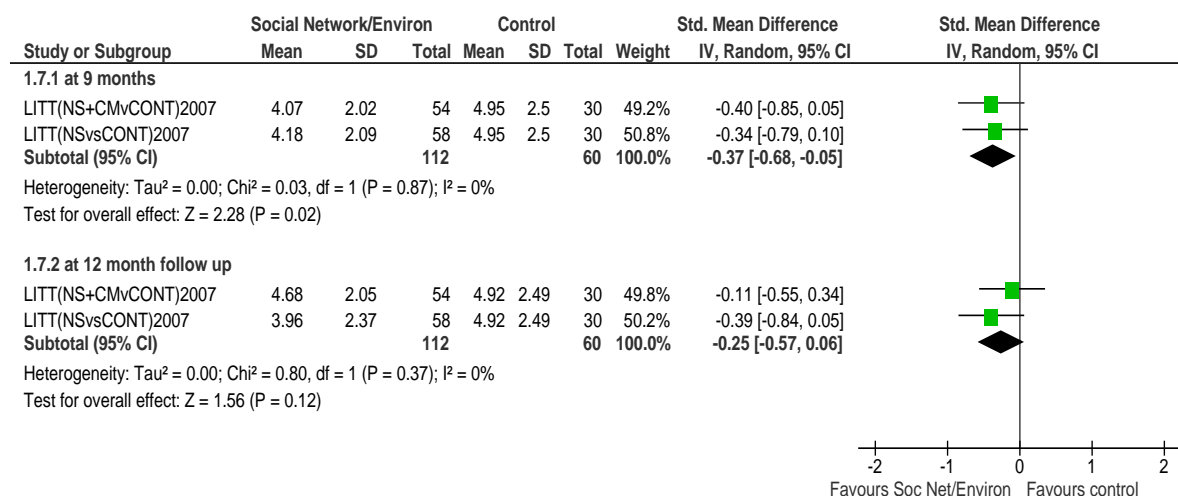 Social Network/Environ Control Std. Mean Difference Std. Mean Difference
Study or Subgroup Mean SD Total Mean SD Total Weight IV, Random, 95% CI IV, Random, 95% CI
1.7.1 at 9 months
LITT(NS+CMvCONT)2007 4.07 2.02 54 4.95 2.5 30 49.2% -0.40 [-0.85, 0.05]
LITT(NSvsCONT)2007 4.18 2.09 58 4.95 2.5 30 50.8% -0.34 [-0.79, 0.10]
Subtotal (95% CI) 112 60 100.0% -0.37 [-0.68, -0.05]
Heterogeneity: Tau² = 0.00; Chi² = 0.03, df = 1 (P = 0.87); I² = 0%
Test for overall effect: Z = 2.28 (P = 0.02)
1.7.2 at 12 month follow up
LITT(NS+CMvCONT)2007 4.68 2.05 54 4.92 2.49 30 49.8% -0.11 [-0.55, 0.34]
LITT(NSvsCONT)2007 3.96 2.37 58 4.92 2.49 30 50.2% -0.39 [-0.84, 0.05]
Subtotal (95% CI) 112 60 100.0% -0.25 [-0.57, 0.06]
Heterogeneity: Tau² = 0.00; Chi² = 0.80, df = 1 (P = 0.37); I² = 0%
Test for overall effect: Z = 1.56 (P = 0.12)
-2 -1 0 1 2
Favours Soc Net/Environ Favours control